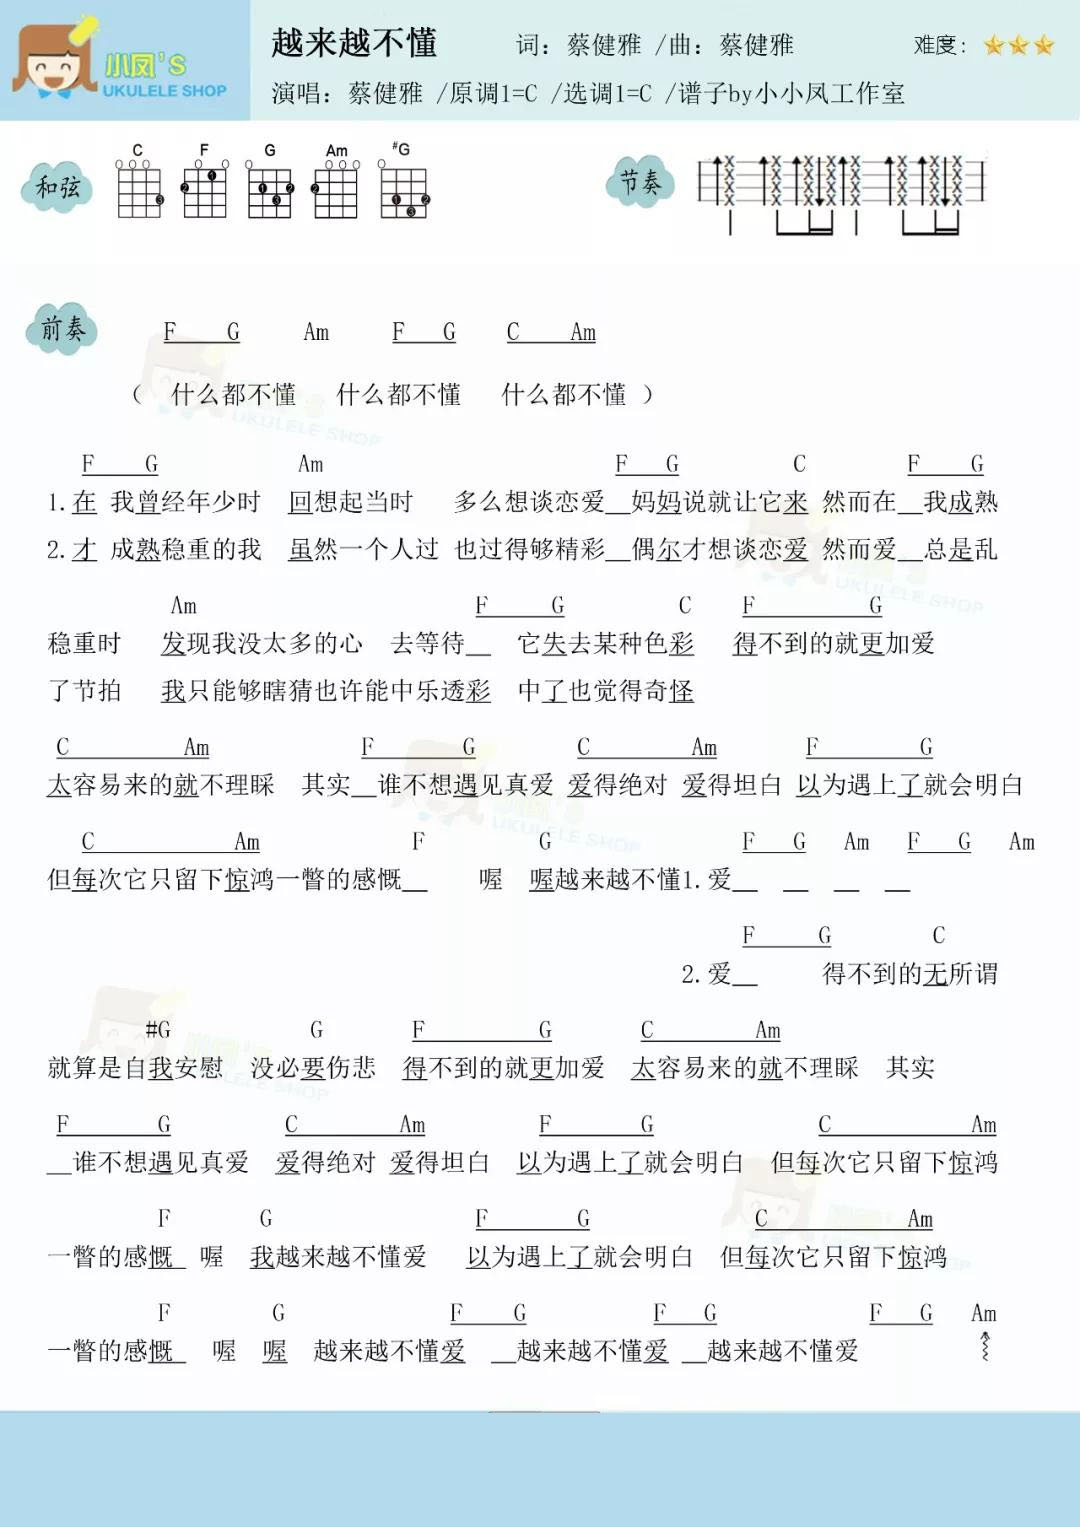 小凤'S
UKULELE SHOP
越来越不懂 词：蔡健雅 /曲：蔡健雅 难度：
演唱：蔡健雅 /原调1=C /选调1=C /谱子by小小凤工作室
和弦 C F G Am #G 节奏
前奏 F G Am F G C Am
（ 什么都不懂 什么都不懂 什么都不懂 ）
F G Am F G C F G
1.在 我曾经年少时 回想起当时 多么想谈恋爱__妈妈说就让它来 然而在__我成熟
2.才 成熟稳重的我 虽然一个人过 也过得够精彩__偶尔才想谈恋爱 然而爱__总是乱
Am F G C F G
稳重时 发现我没太多的心 去等待__ 它失去某种色彩 得不到的就更加爱
了节拍 我只能够瞎猜也许能中乐透彩 中了也觉得奇怪
C Am F G C Am F G
太容易来的就不理睬 其实__谁不想遇见真爱 爱得绝对 爱得坦白 以为遇上了就会明白
C Am F G F G Am F G Am
但每次它只留下惊鸿一瞥的感慨__ 喔 喔越来越不懂1.爱__ __ __ __
F G C
2.爱__ 得不到的无所谓
#G G F G C Am
就算是自我安慰 没必要伤悲 得不到的就更加爱 太容易来的就不理睬 其实
F G C Am F G C Am
__谁不想遇见真爱 爱得绝对 爱得坦白 以为遇上了就会明白 但每次它只留下惊鸿
F G F G C Am
一瞥的感慨_ 喔 我越来越不懂爱 以为遇上了就会明白 但每次它只留下惊鸿
F G F G F G F G Am
一瞥的感慨_ 喔 喔 越来越不懂爱 __越来越不懂爱 __越来越不懂爱